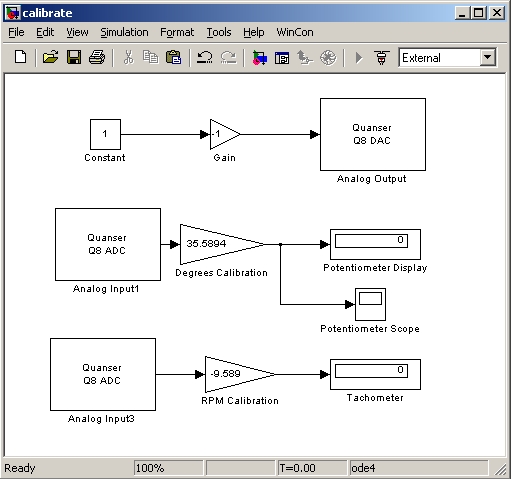 calibrate
File Edit View Simulation Format Tools Help WinCon
External
1
Constant
-1
Gain
Quanser
Q8 DAC
Analog Output
Quanser
Q8 ADC
Analog Input1
35.5894
Degrees Calibration
0
Potentiometer Display
Potentiometer Scope
Quanser
Q8 ADC
Analog Input3
-9.589
RPM Calibration
0
Tachometer
Ready 100% T=0.00 ode4